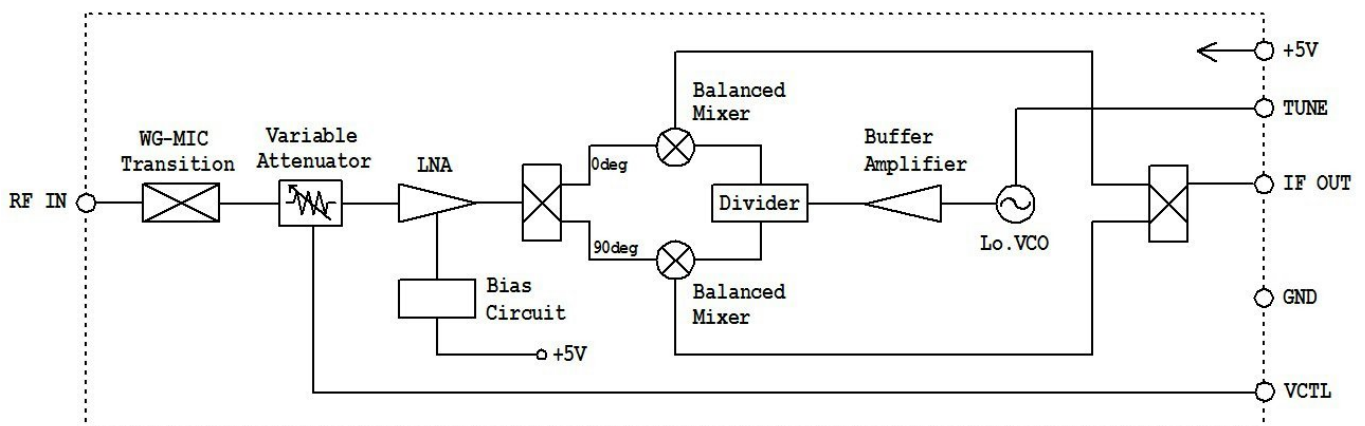 +5V
TUNE
IF OUT
GND
VCTL
RF IN
WG-MIC
Transition
Variable
Attenuator
LNA
Bias
Circuit
+5V
0deg
90deg
Balanced
Mixer
Balanced
Mixer
Divider
Buffer
Amplifier
Lo.VCO